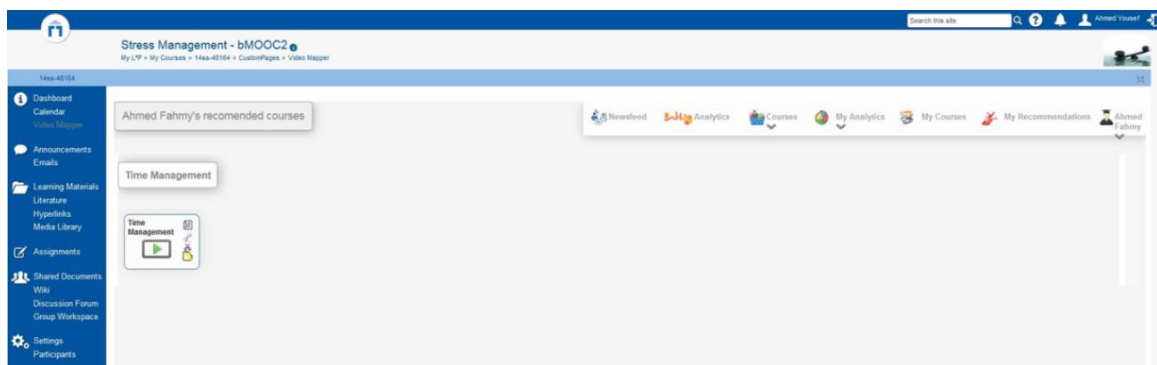 Search this site
Ahmed Yousef
Stress Management - bMOOC2
My L²P > My Courses > 14ss-48164 > CustomPages > Video Mapper
14ss-48164
Dashboard
Calendar
Video Mapper
Announcements
Emails
Learning Materials
Literature
Hyperlinks
Media Library
Assignments
Shared Documents
Wiki
Discussion Forum
Group Workspace
Settings
Participants
Ahmed Fahmy's recomended courses
Newsfeed
Analytics
Courses
My Analytics
My Courses
My Recommendations
Ahmed
Fahmy
Time Management
Time
Management